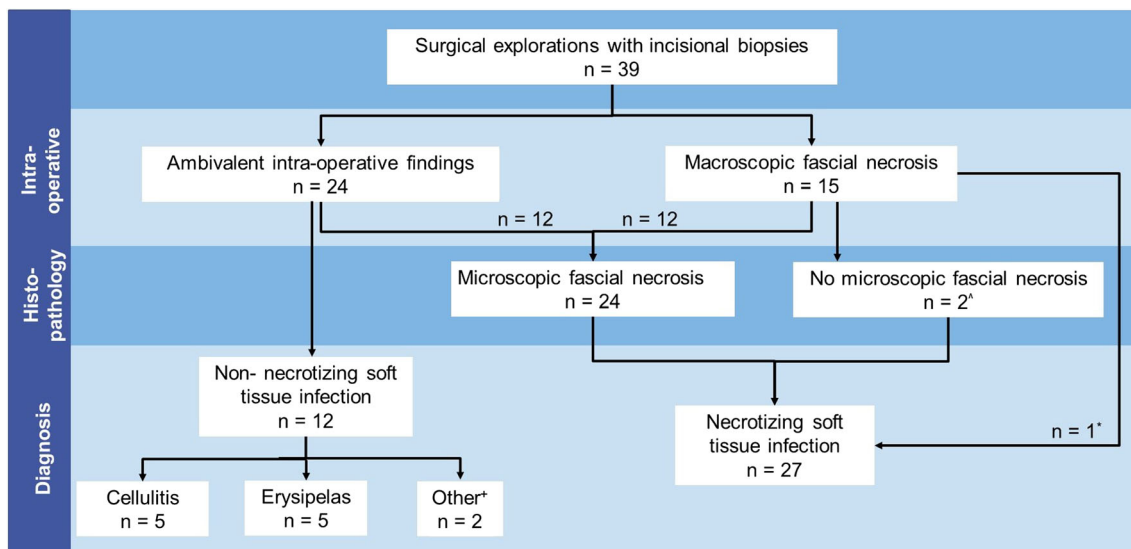 Surgical explorations with incisional biopsies
n = 39
Intra-
operative
Ambivalent intra-operative findings
n = 24
Macroscopic fascial necrosis
n = 15
n = 12
n = 12
Histo-
pathology
Microscopic fascial necrosis
n = 24
No microscopic fascial necrosis
n = 2^
Diagnosis
Non- necrotizing soft
tissue infection
n = 12
Necrotizing soft
tissue infection
n = 27
n = 1*
Cellulitis
n = 5
Erysipelas
n = 5
Other+
n = 2